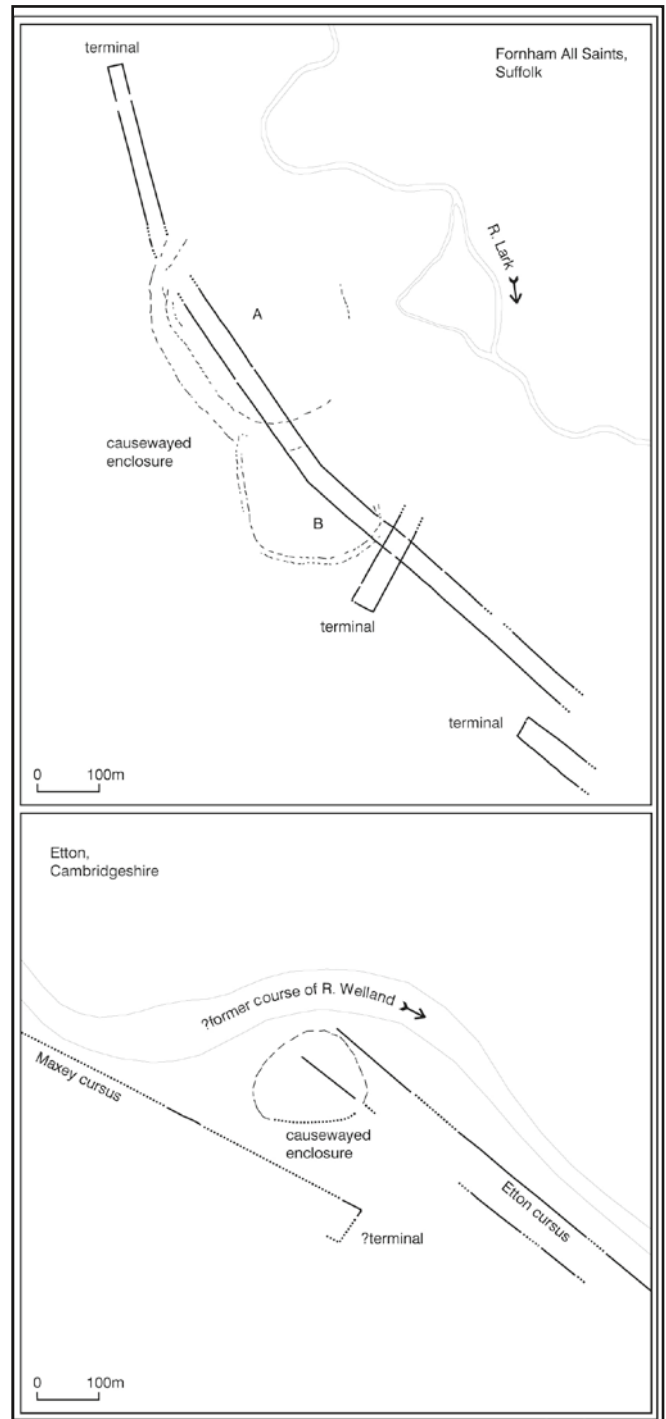 terminal
Fornham All Saints,
Suffolk
R. Lark
A
causewayed
enclosure
B
terminal
terminal
0 100m
Etton,
Cambridgeshire
?former course of R. Welland
Maxey cursus
causewayed
enclosure
Etton cursus
?terminal
0 100m